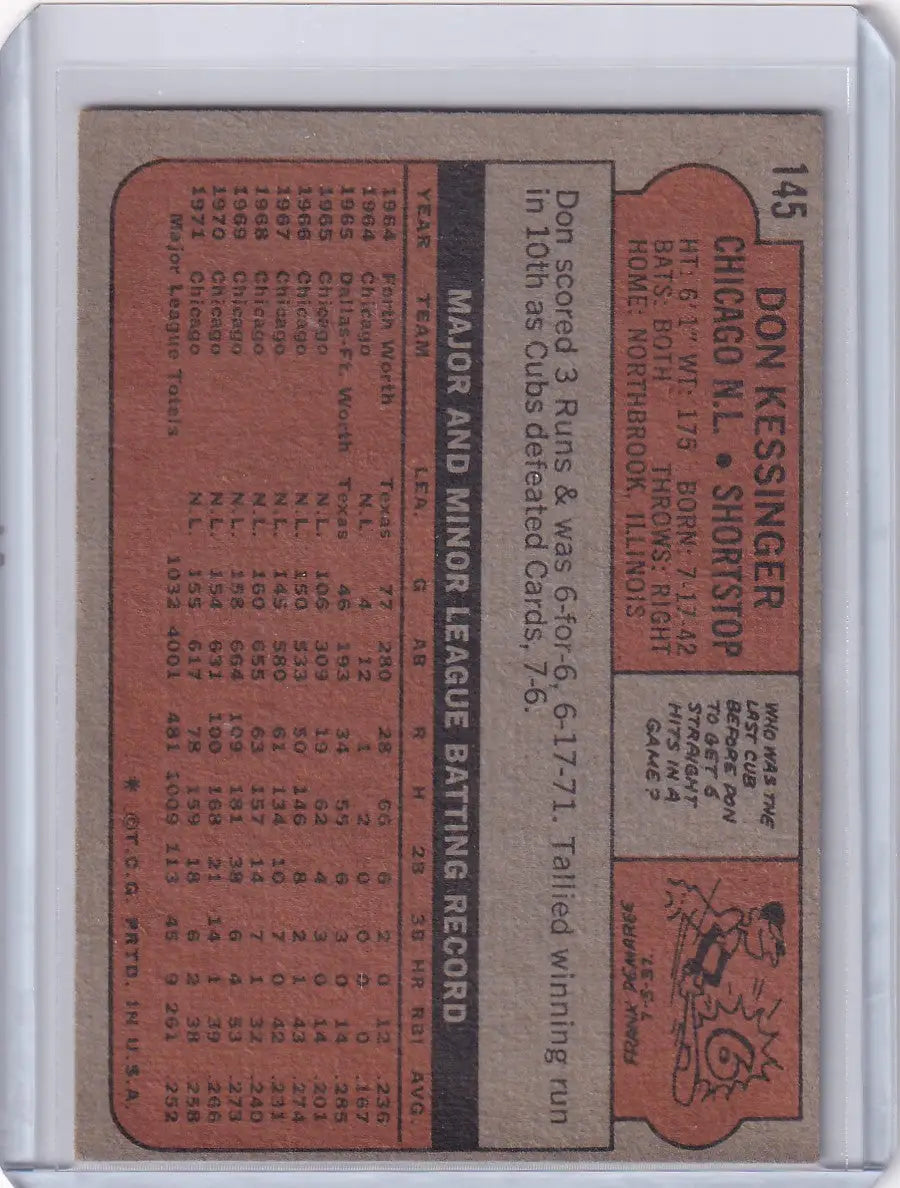 145
DON KESSINGER
CHICAGO N.L. • SHORTSTOP
HT: 6'1" WT: 175 BORN: 7-17-42
BATS: BOTH THROWS: RIGHT
HOME: NORTHBROOK, ILLINOIS
WHO WAS THE
LAST CUB
BEFORE DON
TO GET 6
STRAIGHT
HITS IN A
GAME?
6
7-5-37.
FRANK DEMAREE
Don scored 3 Runs & was 6-for-6, 6-17-71. Tallied winning run
in 10th as Cubs defeated Cards, 7-6.
MAJOR AND MINOR LEAGUE BATTING RECORD
YEAR TEAM LEA. G AB R H 2B 3B HR RBI AVG.
1964 Forth Worth Texas 77 280 28 66 6 2 0 12 .236
1964 Chicago N.L. 4 12 1 2 0 0 0 0 .167
1965 Dallas-Ft. Worth Texas 46 193 34 55 6 3 0 14 .285
1965 Chicago N.L. 106 309 19 62 4 3 0 14 .201
1966 Chicago N.L. 150 533 50 146 8 2 1 43 .274
1967 Chicago N.L. 145 580 61 134 10 7 0 42 .231
1968 Chicago N.L. 160 655 63 157 14 7 1 32 .240
1969 Chicago N.L. 158 664 109 181 38 6 4 53 .273
1970 Chicago N.L. 154 631 100 168 21 14 1 39 .266
1971 Chicago N.L. 155 617 78 159 18 6 2 38 .258
Major League Totals 1032 4001 481 1009 113 45 9 261 .252
* ©T.C.G. PRTD. IN U.S.A.